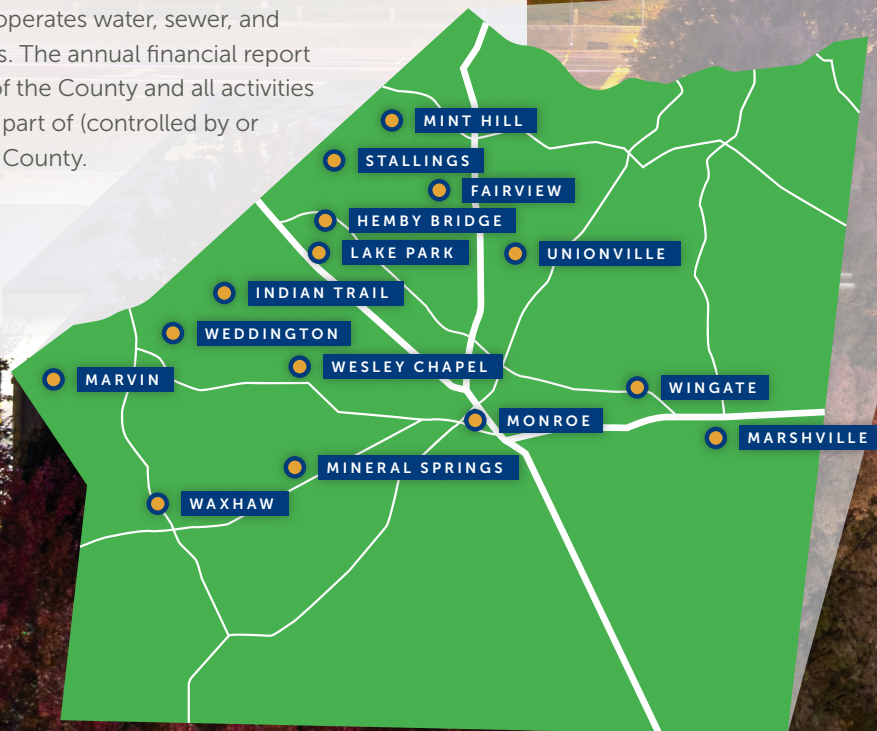 operates water, sewer, and
s. The annual financial report
of the County and all activities
part of (controlled by or
County.
MINT HILL
STALLINGS
FAIRVIEW
HEMBY BRIDGE
LAKE PARK
UNIONVILLE
INDIAN TRAIL
WEDDINGTON
WESLEY CHAPEL
MARVIN
WINGATE
MONROE
MARSHVILLE
MINERAL SPRINGS
WAXHAW